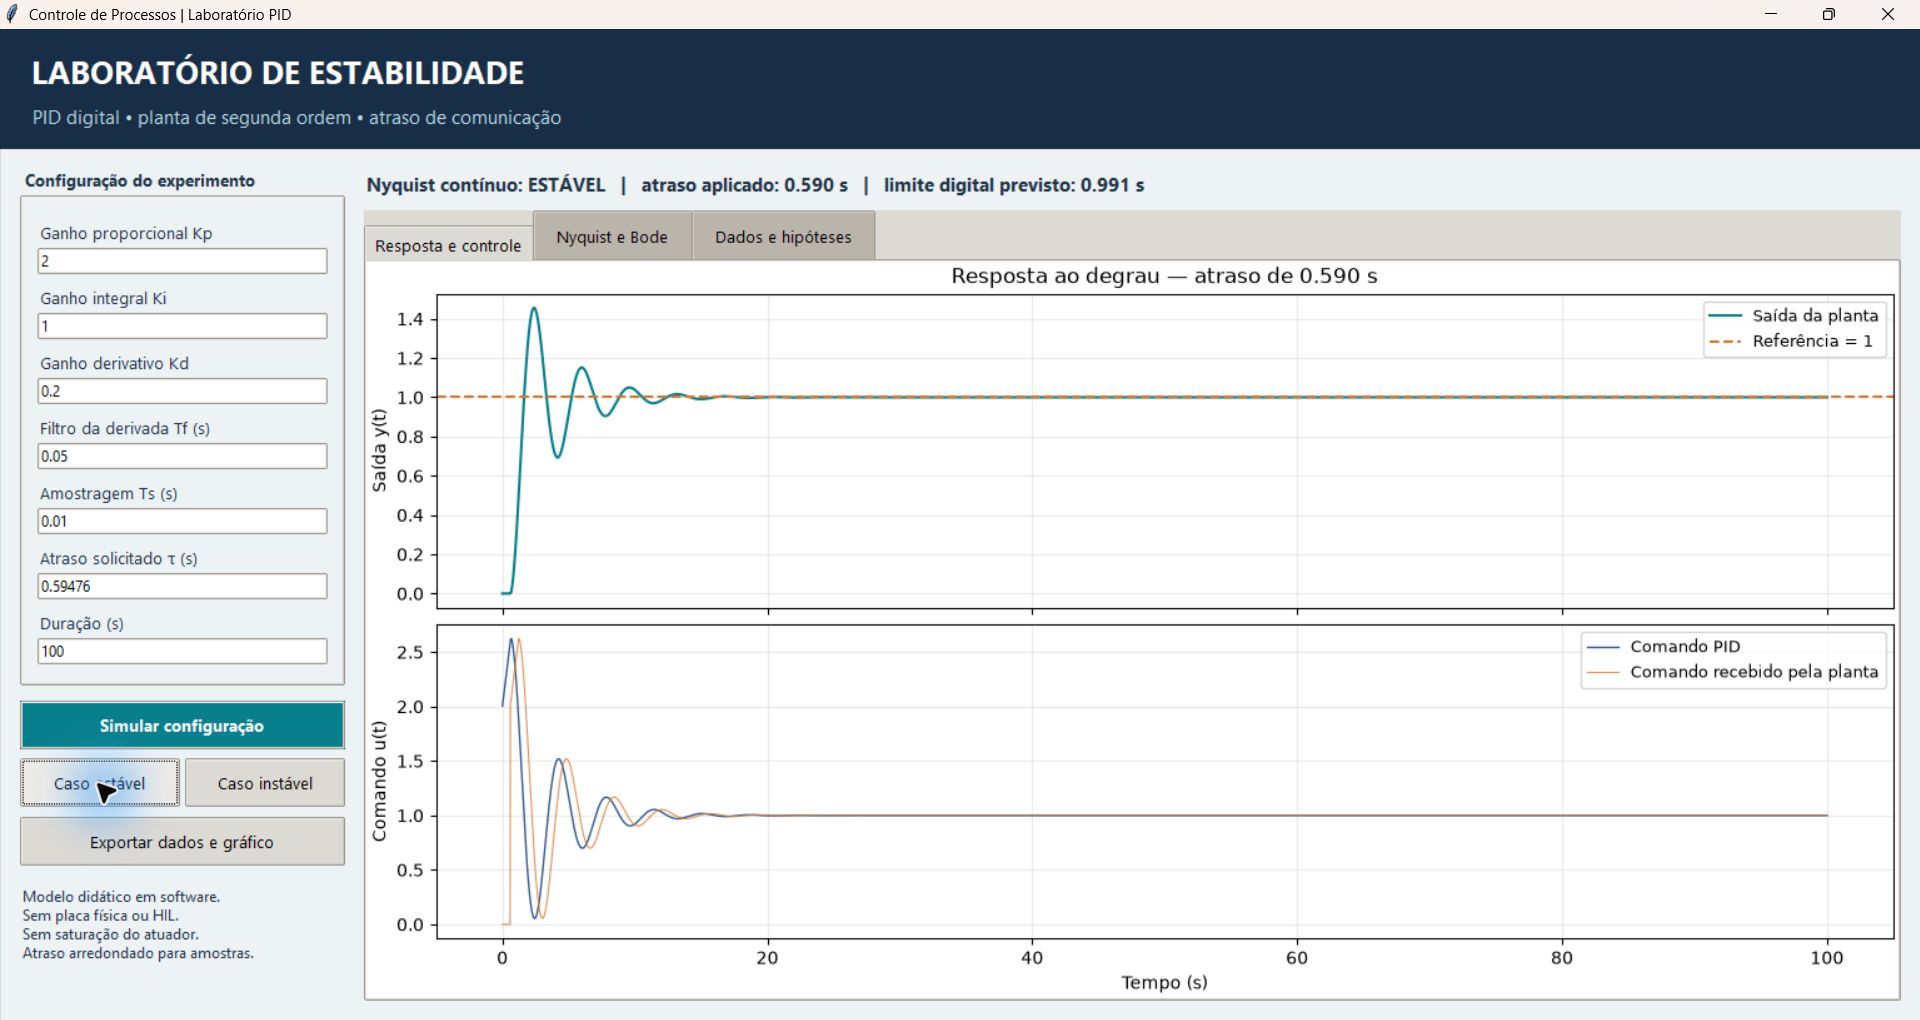 Controle de Processos | Laboratório PID
LABORATÓRIO DE ESTABILIDADE
PID digital • planta de segunda ordem • atraso de comunicação
Configuração do experimento
Ganho proporcional Kp
2
Ganho integral Ki
1
Ganho derivativo Kd
0.2
Filtro da derivada Tf (s)
0.05
Amostragem Ts (s)
0.01
Atraso solicitado τ (s)
0.59476
Duração (s)
100
Simular configuração
Caso estável
Caso instável
Exportar dados e gráfico
Modelo didático em software.
Sem placa física ou HIL.
Sem saturação do atuador.
Atraso arredondado para amostras.
Nyquist contínuo: ESTÁVEL | atraso aplicado: 0.590 s | limite digital previsto: 0.991 s
Resposta e controle
Nyquist e Bode
Dados e hipóteses
Resposta ao degrau — atraso de 0.590 s
Saída y(t)
1.4
1.2
1.0
0.8
0.6
0.4
0.2
0.0
Saída da planta
Referência = 1
Comando u(t)
2.5
2.0
1.5
1.0
0.5
0.0
Comando PID
Comando recebido pela planta
0 20 40 60 80 100
Tempo (s)